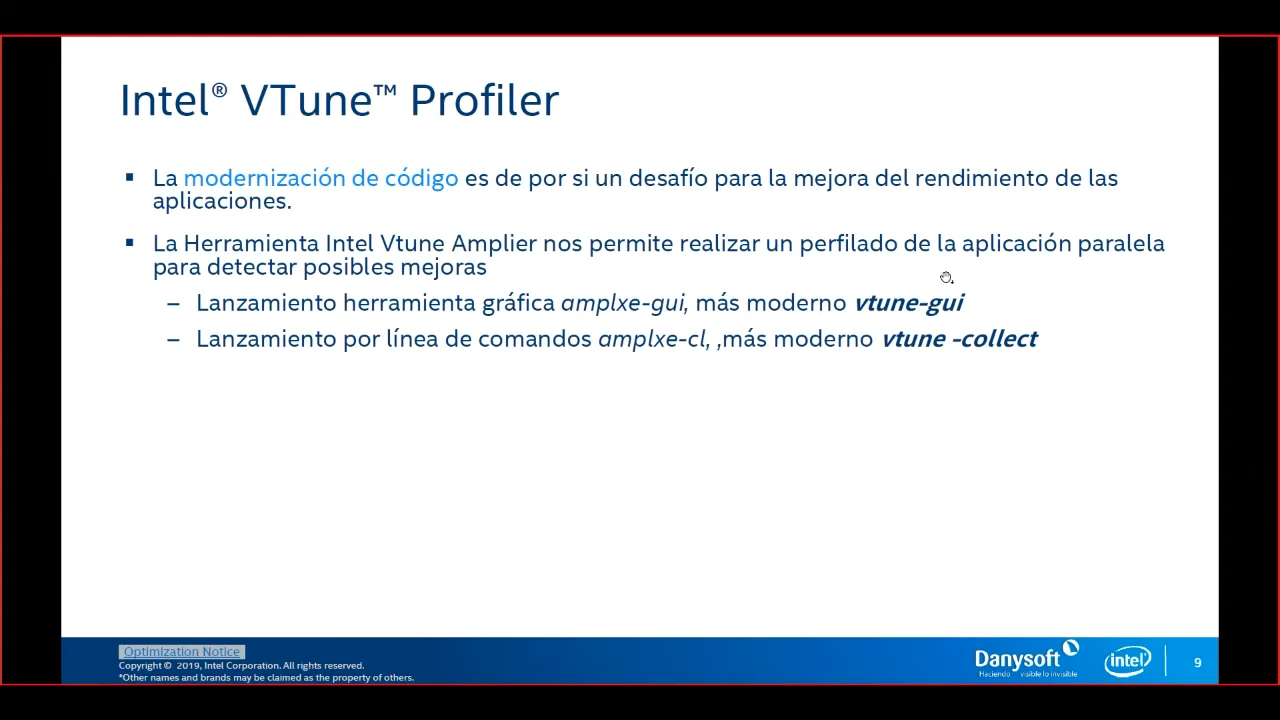 Intel® VTune™ Profiler
▪ La modernización de código es de por si un desafío para la mejora del rendimiento de las
aplicaciones.
▪ La Herramienta Intel Vtune Amplier nos permite realizar un perfilado de la aplicación paralela
para detectar posibles mejoras
– Lanzamiento herramienta gráfica amplxe-gui, más moderno vtune-gui
– Lanzamiento por línea de comandos amplxe-cl, ,más moderno vtune -collect
Optimization Notice
Copyright © 2019, Intel Corporation. All rights reserved.
*Other names and brands may be claimed as the property of others.
Danysoft
Haciendo visible lo invisible
intel
9